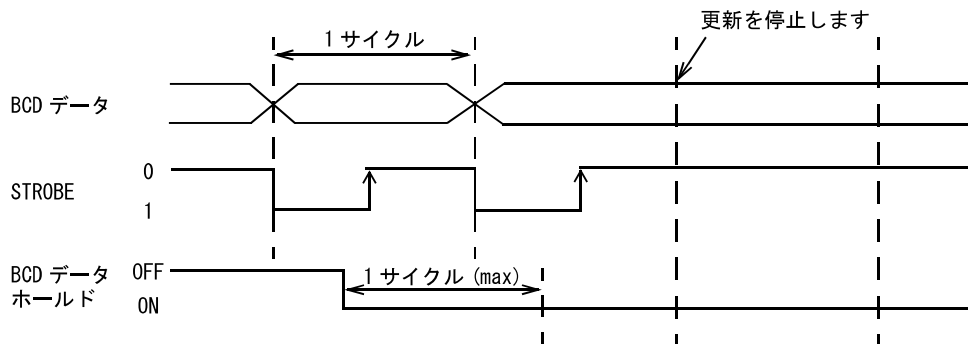 更新を停止します
1サイクル
BCD データ
STROBE
0
1
BCD データ
ホールド
OFF
ON
1サイクル (max)